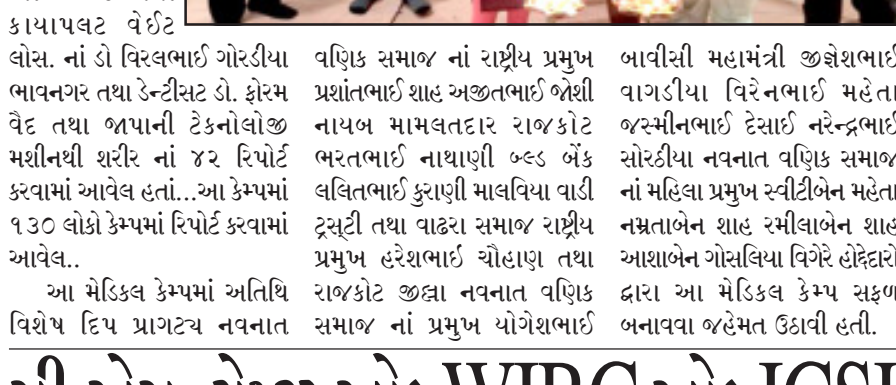 કાયાપલટ વેઈટ
લોસ. નાં ડો વિરલભાઈ ગોરડીયા
ભાવનગર તથા ડેન્ટીસટ ડો. ફોરમ
વૈદ તથા જાપાની ટેકનોલોજી
મશીનથી શરીર નાં ૪૨ રિપોર્ટ
કરવામાં આવેલ હતાં...આ કેમ્પમાં
૧૩૦ લોકો કેમ્પમાં રિપોર્ટ કરવામાં
આવેલ..
આ મેડિકલ કેમ્પમાં અતિથિ
વિશેષ દિપ પ્રાગટ્ય નવનાત
વણિક સમાજ નાં રાષ્ટ્રીય પ્રમુખ
પ્રશાંતભાઈ શાહ અજીતભાઈ જોશી
નાયબ મામલતદાર રાજકોટ
ભરતભાઈ નાથાણી બ્લ્ડ બેંક
લલિતભાઈ કુરાણી માલવિયા વાડી
ટ્રસ્ટી તથા વાઢરા સમાજ રાષ્ટ્રીય
પ્રમુખ હરેશભાઇ ચૌહાણ તથા
રાજકોટ જીલ્લા નવનાત વણિક
સમાજ નાં પ્રમુખ યોગેશભાઈ
બાવીસી મહામંત્રી જીજ્ઞેશભાઈ
વાગડીયા વિરેનભાઈ મહેતા
જસ્મીનભાઈ દેસાઈ નરેન્દ્રભાઈ
સોરઠીયા નવનાત વણિક સમાજ
નાં મહિલા પ્રમુખ સ્વીટીબેન મહેતા
નમ્રતાબેન શાહ રમીલાબેન શાહ
આશાબેન ગોસલિયા વિગેરે હોદ્દેદારો
દ્વારા આ મેડિકલ કેમ્પ સફળ
બનાવવા જહેમત ઉઠાવી હતી.
WIRC